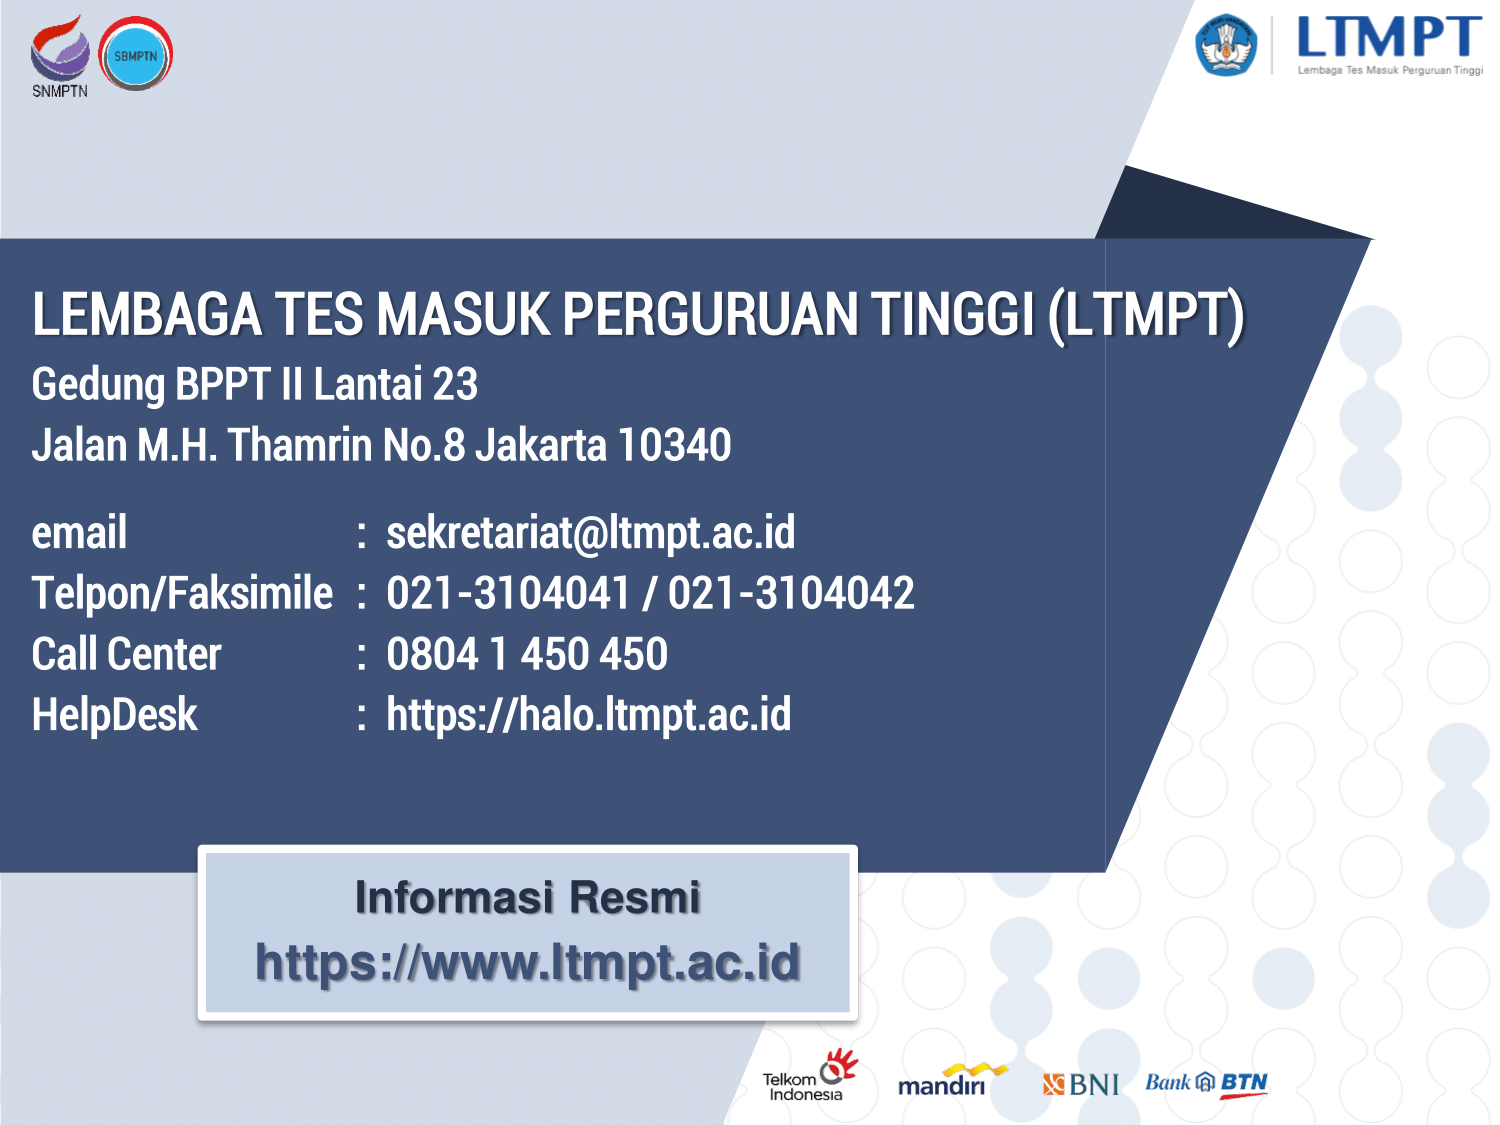 SNMPTN
SBMPTN
LTMPT
Lembaga Tes Masuk Perguruan Tinggi
LEMBAGA TES MASUK PERGURUAN TINGGI (LTMPT)
Gedung BPPT II Lantai 23
Jalan M.H. Thamrin No.8 Jakarta 10340
email : sekretariat@ltmpt.ac.id
Telpon/Faksimile : 021-3104041 / 021-3104042
Call Center : 0804 1 450 450
HelpDesk : https://halo.ltmpt.ac.id
Informasi Resmi
https://www.ltmpt.ac.id
Telkom
Indonesia
mandiri
BNI
Bank BTN